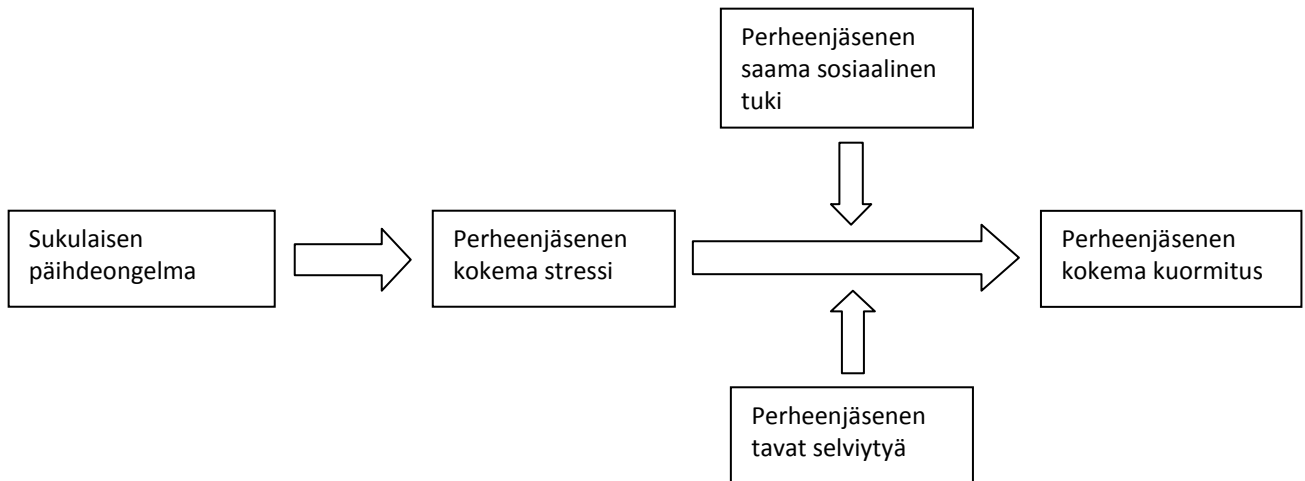 Perheenjäsenen
saama sosiaalinen
tuki
Sukulaisen
päihdeongelma
Perheenjäsenen
kokema stressi
Perheenjäsenen
kokema kuormitus
Perheenjäsenen
tavat selviytyä